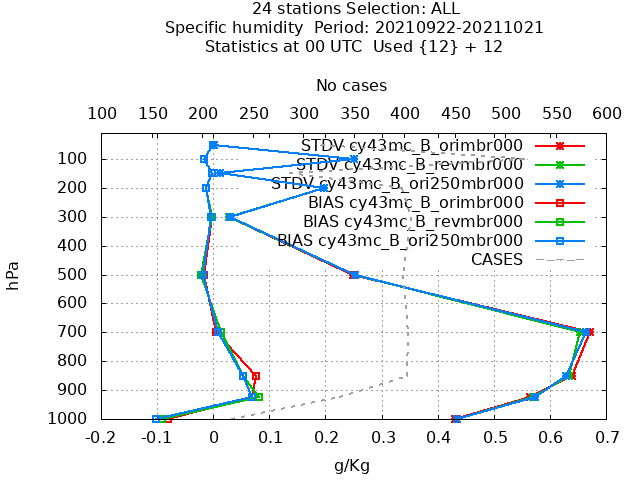 24 stations Selection: ALL
Specific humidity  Period: 20210922-20211021
Statistics at 00 UTC  Used {12} + 12
No cases
100 150 200 250 300 350 400 450 500 550 600
STDV cy43mc_B_orimbr000
100
STDV cy43mc_B_revmbr000
STDV cy43mc_B_ori250mbr000
200
BIAS cy43mc_B_orimbr000
300
BIAS cy43mc_B_revmbr000
BIAS cy43mc_B_ori250mbr000
400
CASES
hPa
500
600
700
800
900
1000
-0.2 -0.1 0 0.1 0.2 0.3 0.4 0.5 0.6 0.7
g/Kg